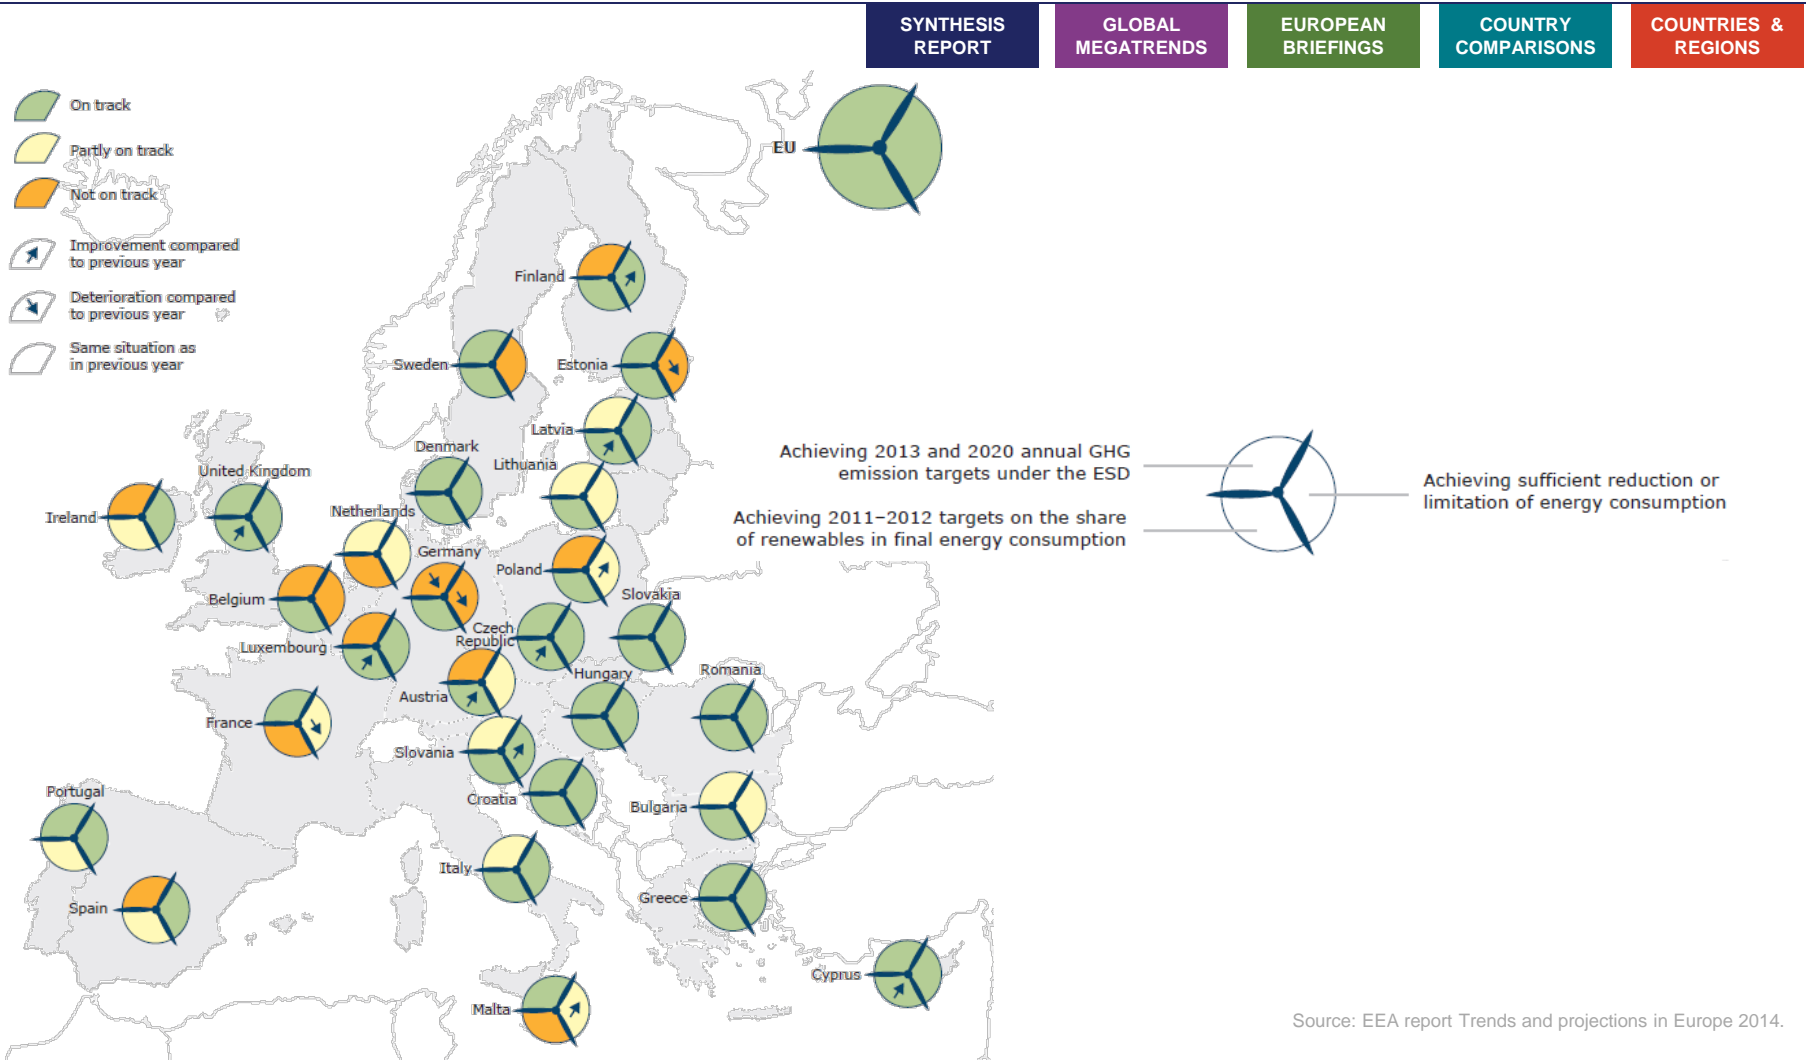 SYNTHESIS
REPORT
GLOBAL
MEGATRENDS
EUROPEAN
BRIEFINGS
COUNTRY
COMPARISONS
COUNTRIES &
REGIONS
On track
Partly on track
Not on track
Improvement compared
to previous year
Deterioration compared
to previous year
Same situation as
in previous year
EU
Finland
Sweden
Estonia
Latvia
Denmark
Lithuania
United Kingdom
Ireland
Netherlands
Germany
Poland
Belgium
Slovakia
Czech
Republic
Luxembourg
Hungary
Romania
Austria
France
Slovania
Portugal
Croatia
Bulgaria
Italy
Spain
Greece
Cyprus
Malta
Achieving 2013 and 2020 annual GHG
emission targets under the ESD
Achieving 2011–2012 targets on the share
of renewables in final energy consumption
Achieving sufficient reduction or
limitation of energy consumption
Source: EEA report Trends and projections in Europe 2014.